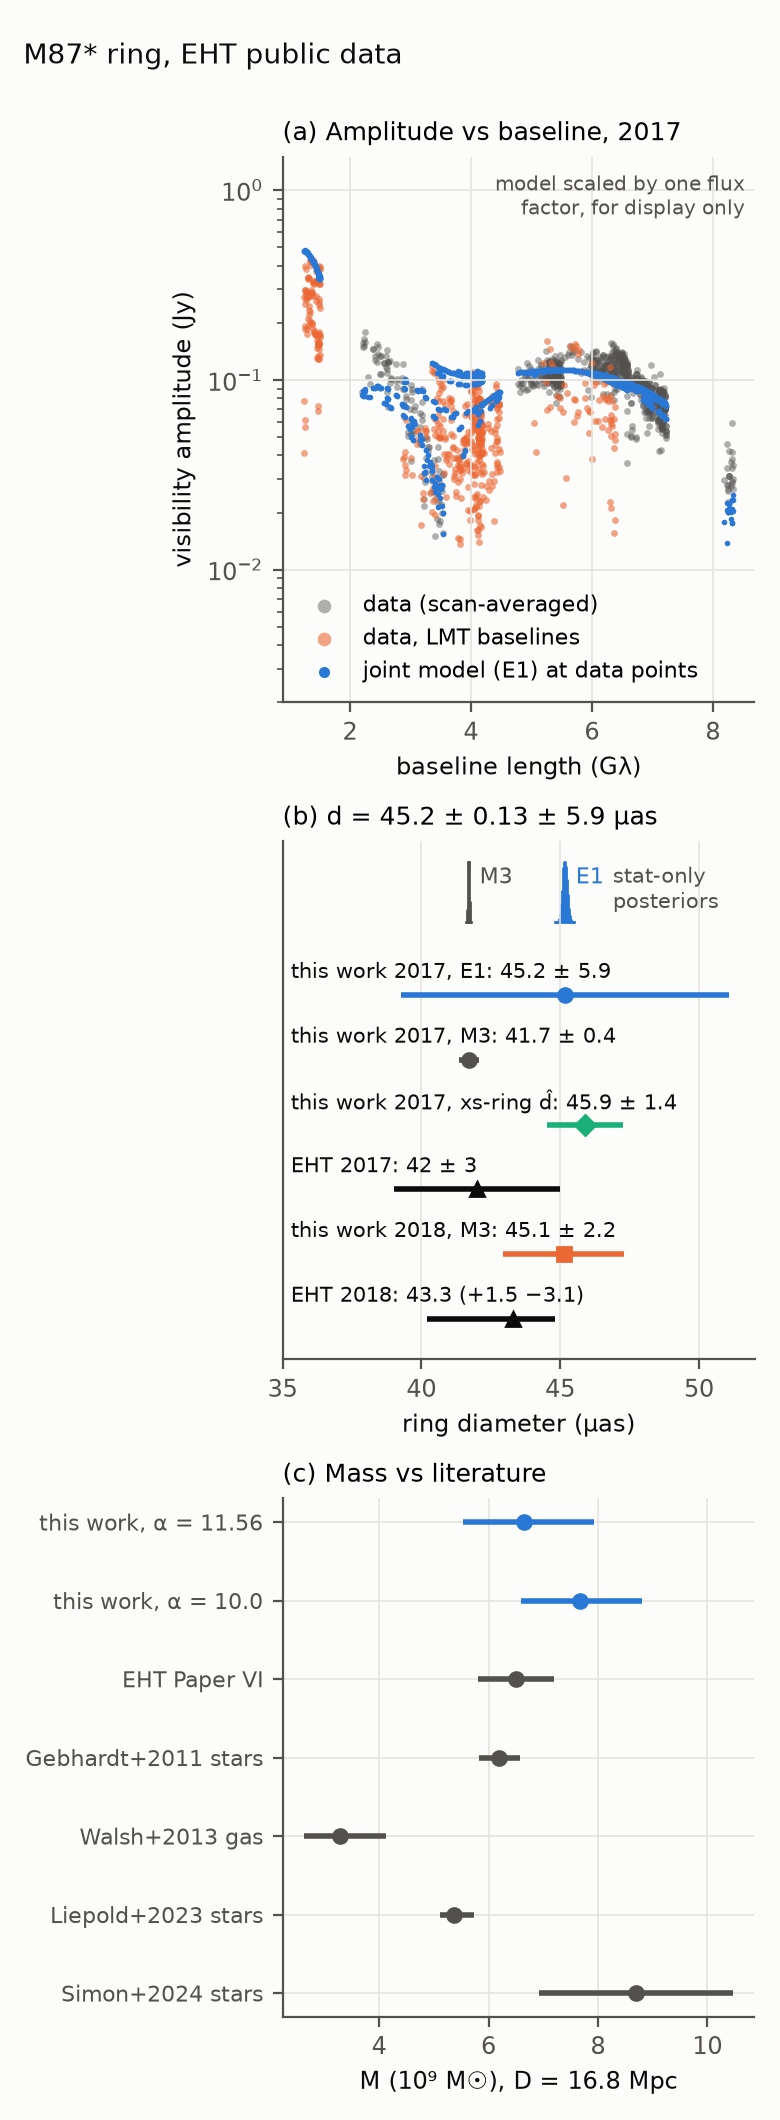 M87* ring, EHT public data
(a) Amplitude vs baseline, 2017
model scaled by one flux
factor, for display only
10⁰
10⁻¹
10⁻²
visibility amplitude (Jy)
data (scan-averaged)
data, LMT baselines
joint model (E1) at data points
2 4 6 8
baseline length (Gλ)
(b) d = 45.2 ± 0.13 ± 5.9 µas
M3 E1 stat-only
posteriors
this work 2017, E1: 45.2 ± 5.9
this work 2017, M3: 41.7 ± 0.4
this work 2017, xs-ring d̂: 45.9 ± 1.4
EHT 2017: 42 ± 3
this work 2018, M3: 45.1 ± 2.2
EHT 2018: 43.3 (+1.5 −3.1)
35 40 45 50
ring diameter (µas)
(c) Mass vs literature
this work, α = 11.56
this work, α = 10.0
EHT Paper VI
Gebhardt+2011 stars
Walsh+2013 gas
Liepold+2023 stars
Simon+2024 stars
4 6 8 10
M (10⁹ M☉), D = 16.8 Mpc